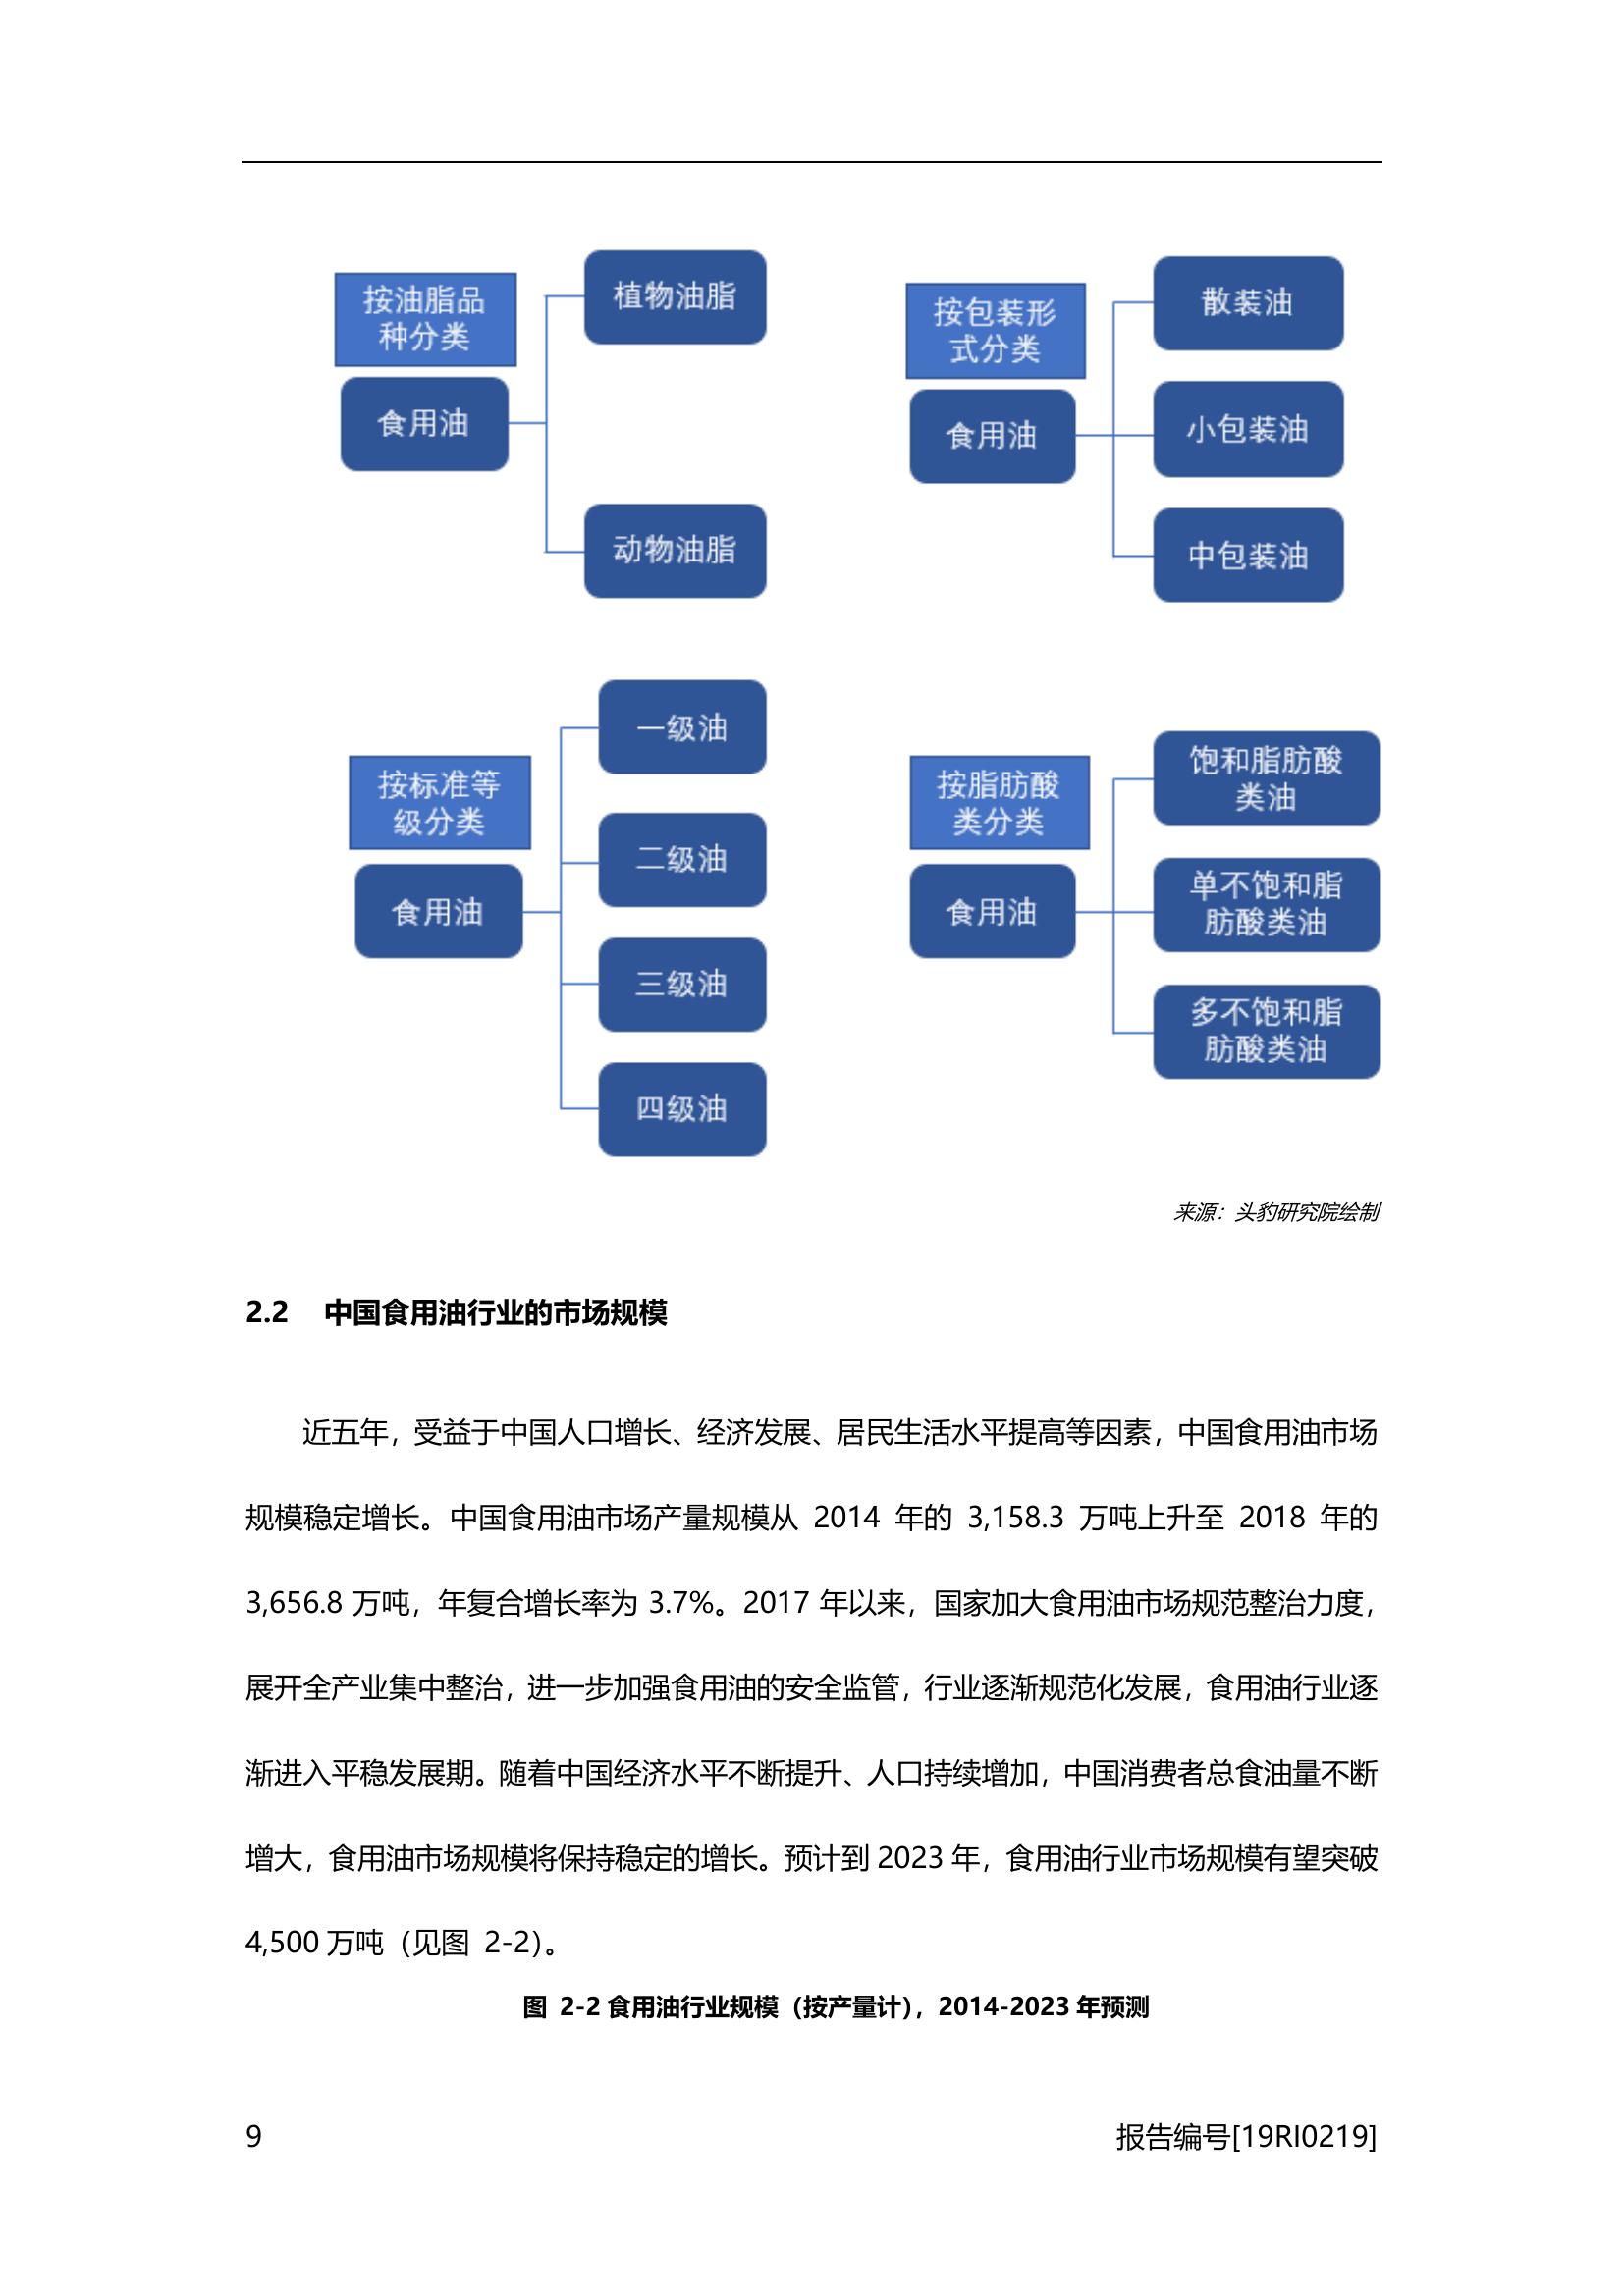 按油脂品
种分类
食用油
植物油脂
动物油脂
按包装形
式分类
食用油
散装油
小包装油
中包装油
按标准等
级分类
食用油
一级油
二级油
三级油
四级油
按脂肪酸
类分类
食用油
饱和脂肪酸
类油
单不饱和脂
肪酸类油
多不饱和脂
肪酸类油
来源：头豹研究院绘制
2.2 中国食用油行业的市场规模
近五年，受益于中国人口增长、经济发展、居民生活水平提高等因素，中国食用油市场
规模稳定增长。中国食用油市场产量规模从 2014 年的 3,158.3 万吨上升至 2018 年的
3,656.8 万吨，年复合增长率为 3.7%。2017 年以来，国家加大食用油市场规范整治力度，
展开全产业集中整治，进一步加强食用油的安全监管，行业逐渐规范化发展，食用油行业逐
渐进入平稳发展期。随着中国经济水平不断提升、人口持续增加，中国消费者总食油量不断
增大，食用油市场规模将保持稳定的增长。预计到 2023 年，食用油行业市场规模有望突破
4,500 万吨（见图 2-2）。
图 2-2 食用油行业规模（按产量计），2014-2023 年预测
9
报告编号[19RI0219]